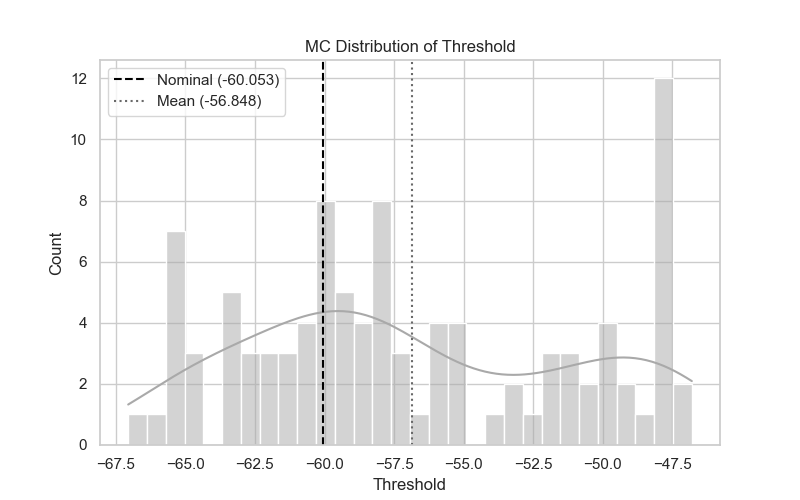 MC Distribution of Threshold
Nominal (-60.053)
Mean (-56.848)
12
10
8
6
4
2
0
Count
−67.5 −65.0 −62.5 −60.0 −57.5 −55.0 −52.5 −50.0 −47.5
Threshold